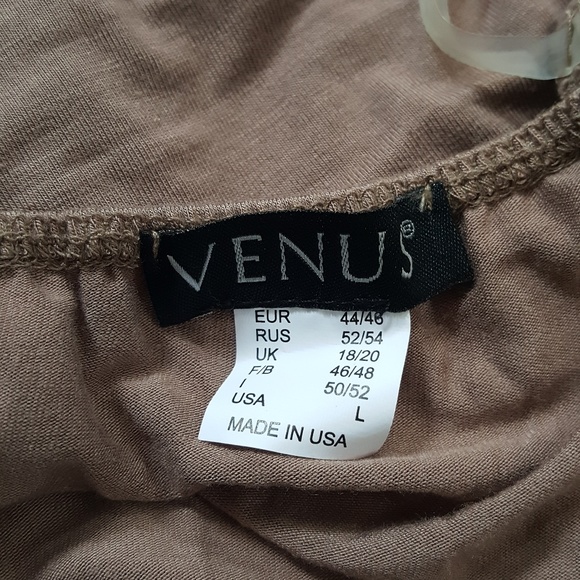 VENUS®
EUR 44/46
RUS 52/54
UK 18/20
F/B 46/48
I 50/52
USA L
MADE IN USA